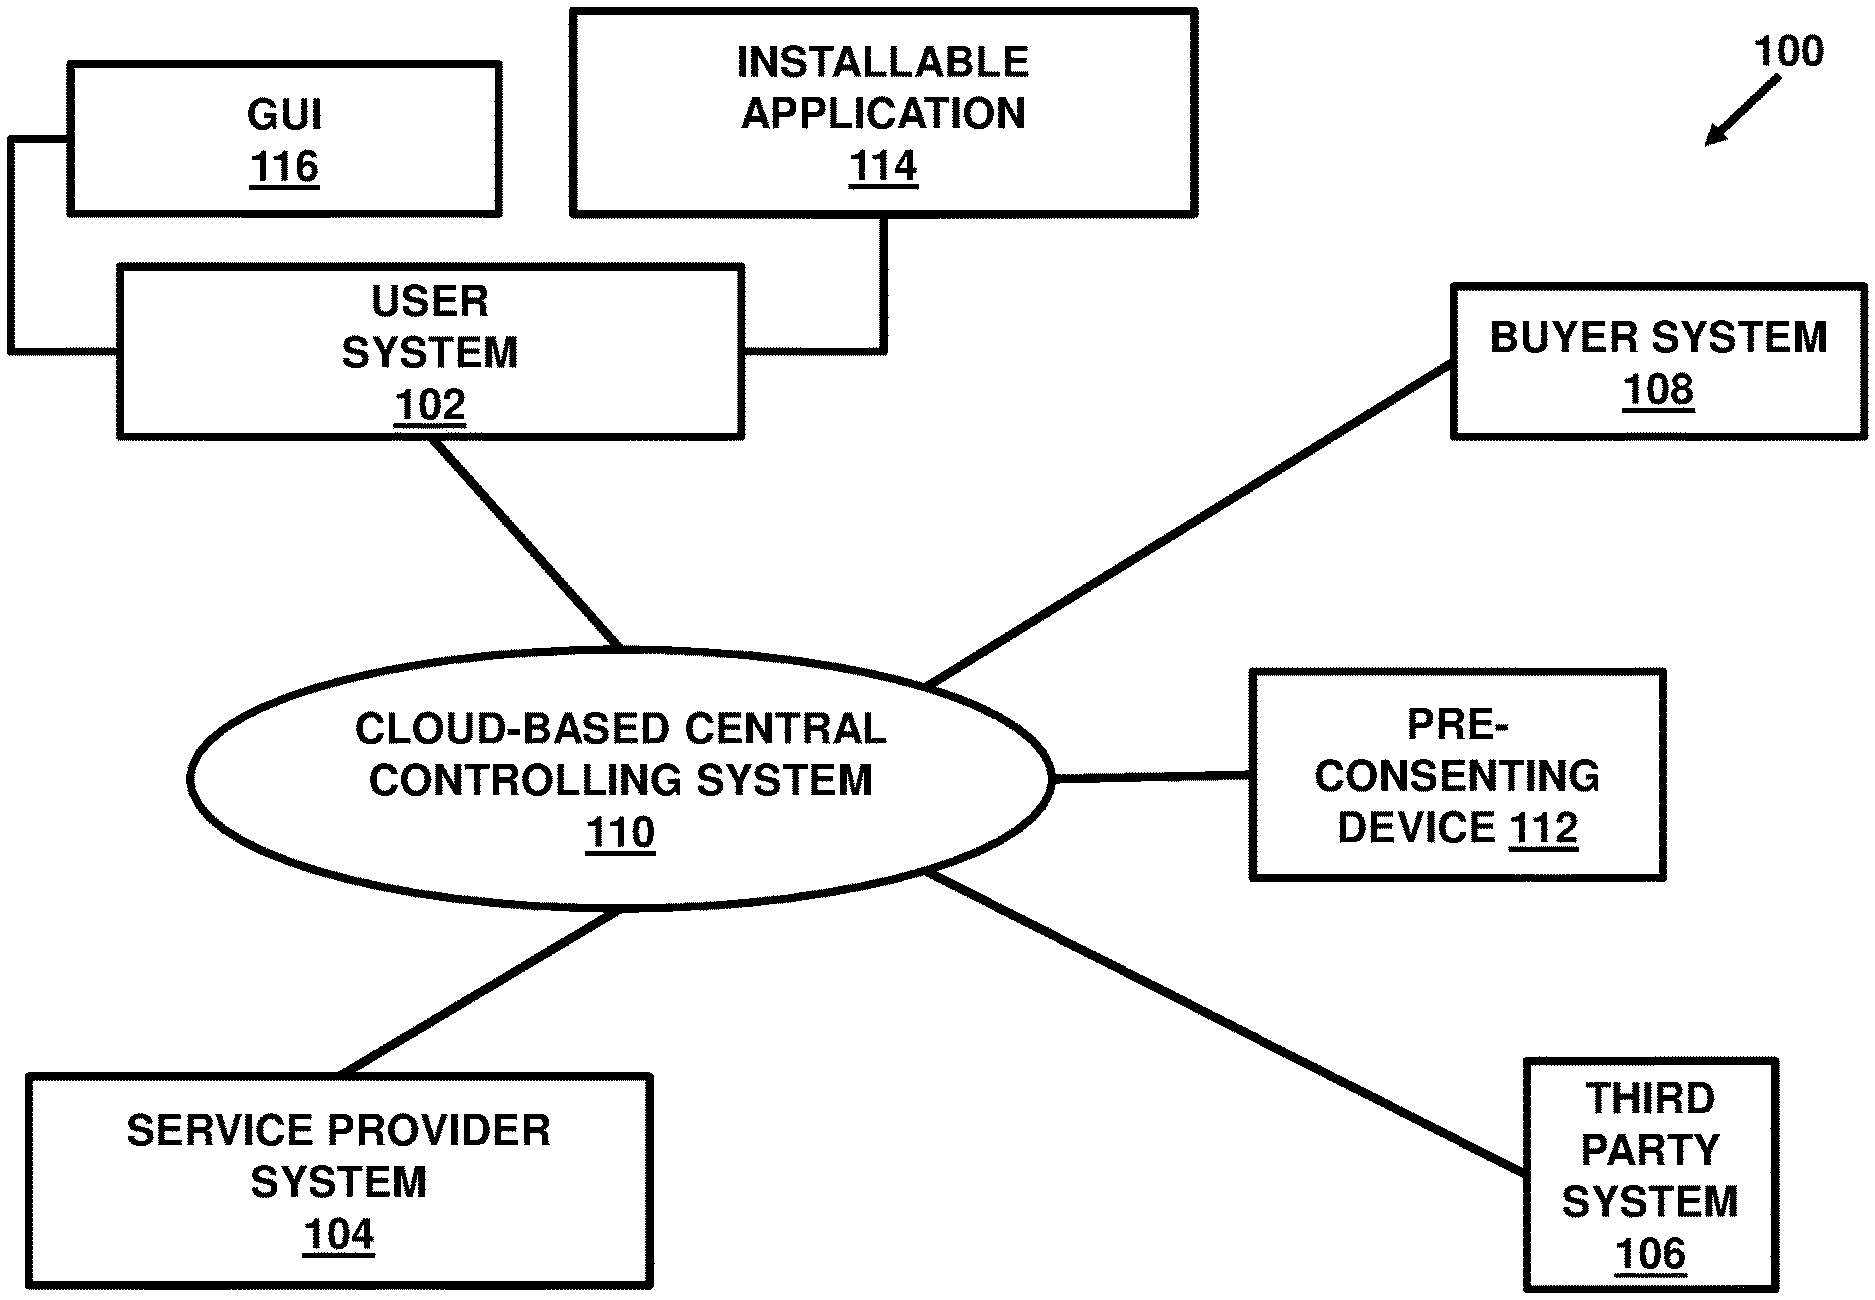 100
INSTALLABLE
APPLICATION
114
GUI
116
USER
SYSTEM
102
BUYER SYSTEM
108
CLOUD-BASED CENTRAL
CONTROLLING SYSTEM
110
PRE-
CONSENTING
DEVICE 112
SERVICE PROVIDER
SYSTEM
104
THIRD
PARTY
SYSTEM
106